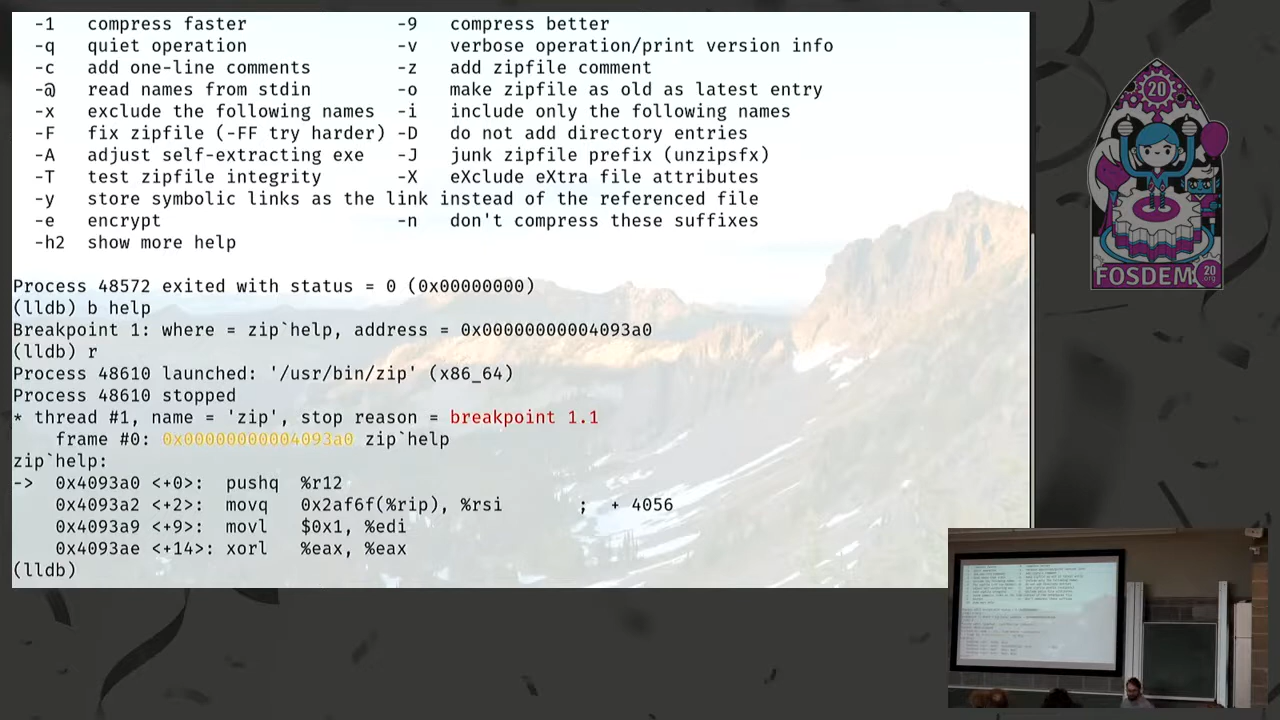 -1   compress faster              -9   compress better
-q   quiet operation              -v   verbose operation/print version info
-c   add one-line comments        -z   add zipfile comment
-@   read names from stdin        -o   make zipfile as old as latest entry
-x   exclude the following names  -i   include only the following names
-F   fix zipfile (-FF try harder) -D   do not add directory entries
-A   adjust self-extracting exe   -J   junk zipfile prefix (unzipsfx)
-T   test zipfile integrity       -X   eXclude eXtra file attributes
-y   store symbolic links as the link instead of the referenced file
-e   encrypt                      -n   don't compress these suffixes
-h2  show more help
Process 48572 exited with status = 0 (0x00000000)
(lldb) b help
Breakpoint 1: where = zip`help, address = 0x00000000004093a0
(lldb) r
Process 48610 launched: '/usr/bin/zip' (x86_64)
Process 48610 stopped
* thread #1, name = 'zip', stop reason = breakpoint 1.1
frame #0: 0x00000000004093a0 zip`help
zip`help:
->  0x4093a0 <+0>:  pushq  %r12
0x4093a2 <+2>:  movq   0x2af6f(%rip), %rsi       ;  + 4056
0x4093a9 <+9>:  movl   $0x1, %edi
0x4093ae <+14>: xorl   %eax, %eax
(lldb)
20
FOSDEM 20
.org